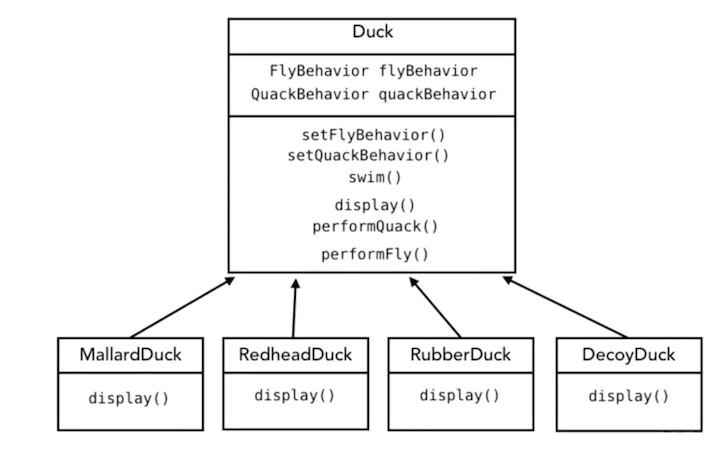 Duck
FlyBehavior flyBehavior
QuackBehavior quackBehavior
setFlyBehavior()
setQuackBehavior()
swim()
display()
performQuack()
performFly()
MallardDuck
display()
RedheadDuck
display()
RubberDuck
display()
DecoyDuck
display()